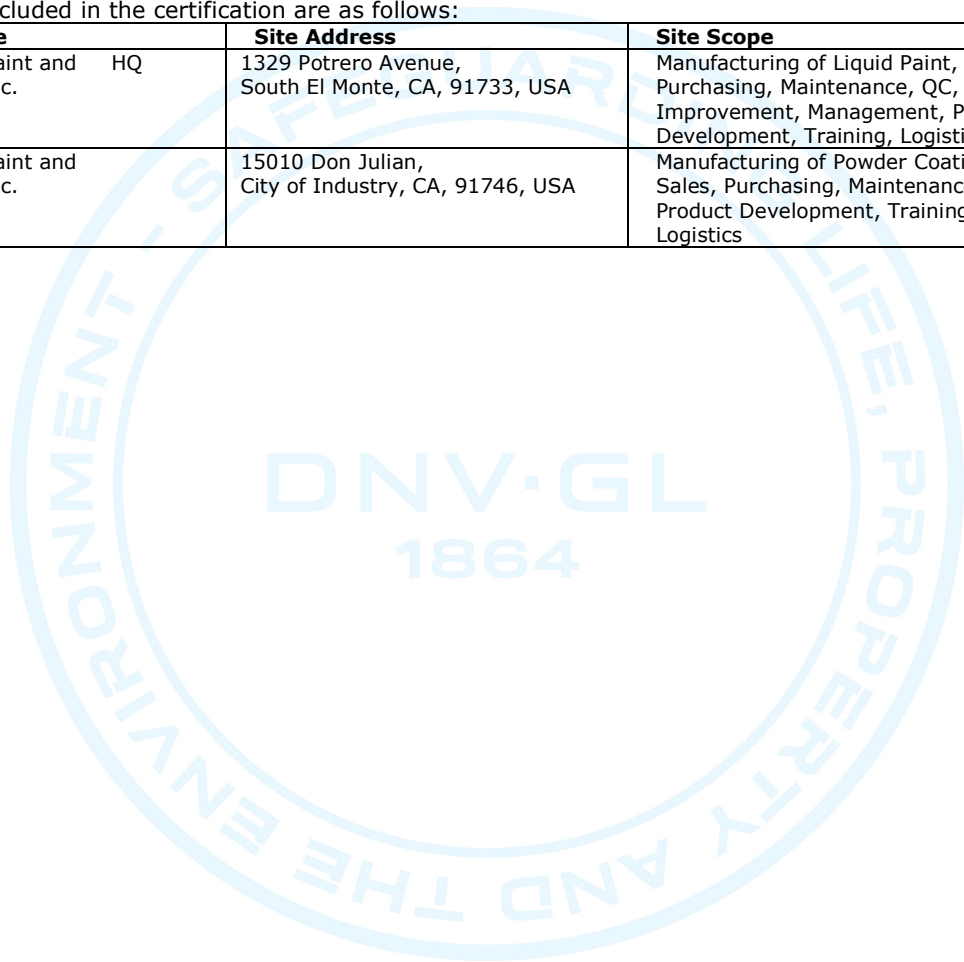 cluded in the certification are as follows:
e Site Address Site Scope
aint and HQ 1329 Potrero Avenue, Manufacturing of Liquid Paint,
c. South El Monte, CA, 91733, USA Purchasing, Maintenance, QC,
Improvement, Management, P
Development, Training, Logisti
aint and 15010 Don Julian, Manufacturing of Powder Coati
c. City of Industry, CA, 91746, USA Sales, Purchasing, Maintenanc
Product Development, Training
Logistics
SAFEGUARDING LIFE, PROPERTY AND THE ENVIRONMENT -
DNV·GL
1864